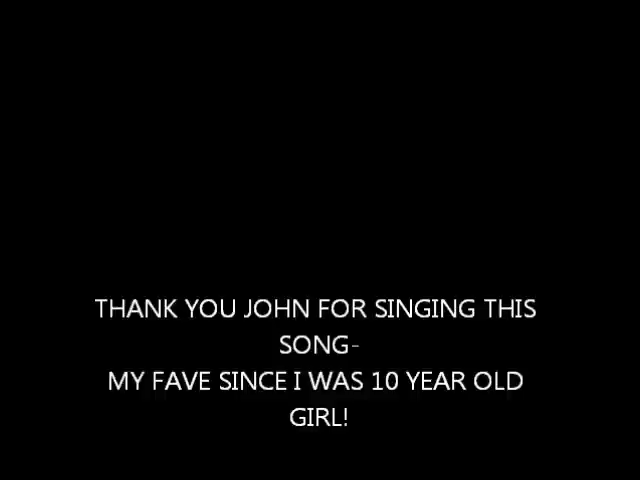 THANK YOU JOHN FOR SINGING THIS
SONG-
MY FAVE SINCE I WAS 10 YEAR OLD
GIRL!